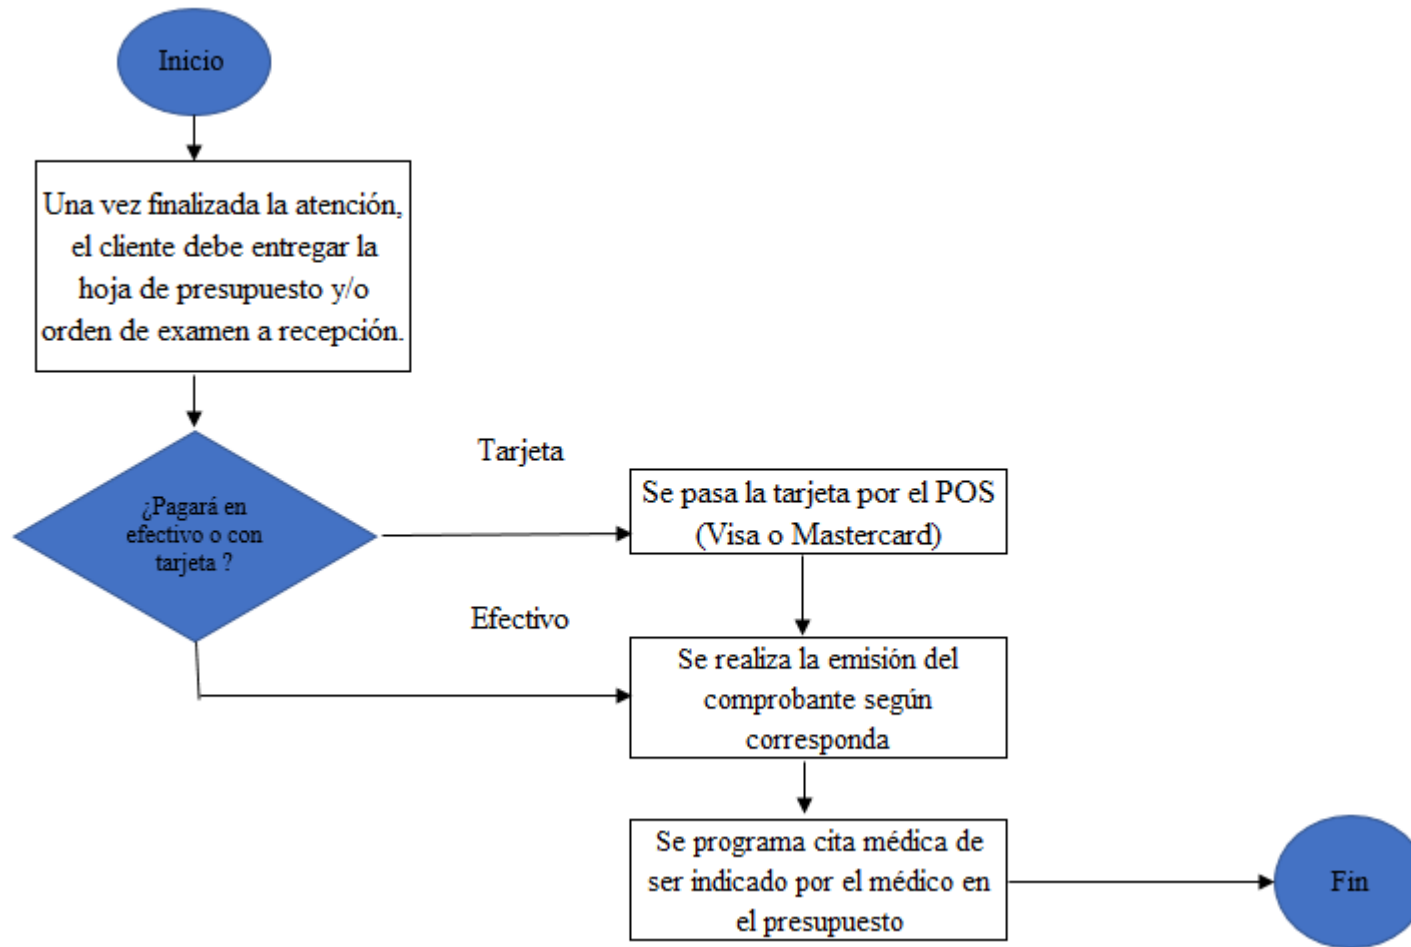 Inicio
Una vez finalizada la atención,
el cliente debe entregar la
hoja de presupuesto y/o
orden de examen a recepción.
¿Pagará en
efectivo o con
tarjeta ?
Tarjeta
Se pasa la tarjeta por el POS
(Visa o Mastercard)
Efectivo
Se realiza la emisión del
comprobante según
corresponda
Se programa cita médica de
ser indicado por el médico en
el presupuesto
Fin